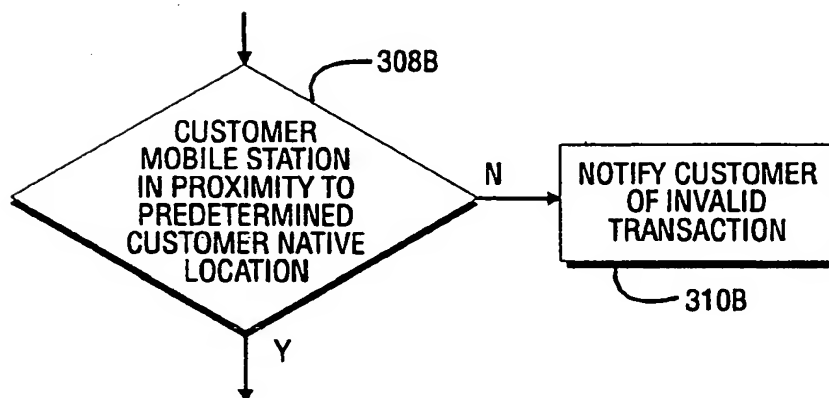 308B
CUSTOMER
MOBILE STATION
IN PROXIMITY TO
PREDETERMINED
CUSTOMER NATIVE
LOCATION
N
NOTIFY CUSTOMER
OF INVALID
TRANSACTION
310B
Y